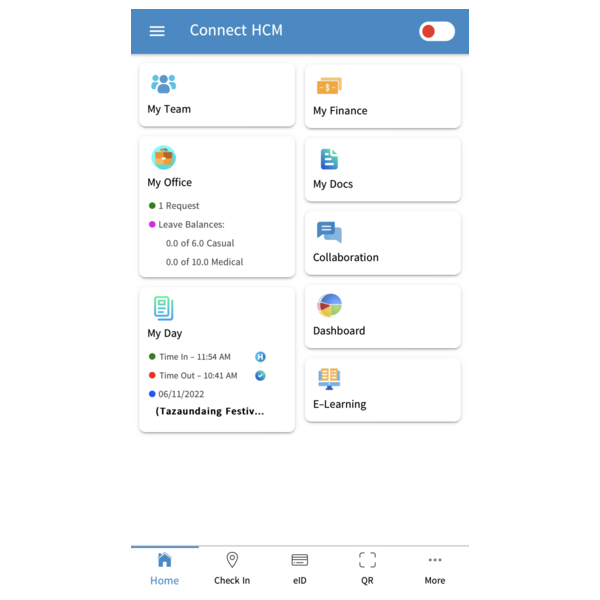 Connect HCM
My Team
My Office
1 Request
Leave Balances:
0.0 of 6.0 Casual
0.0 of 10.0 Medical
My Day
Time In – 11:54 AM
H
Time Out – 10:41 AM
06/11/2022
(Tazaundaing Festiv...
My Finance
My Docs
Collaboration
Dashboard
E–Learning
Home
Check In
eID
QR
More